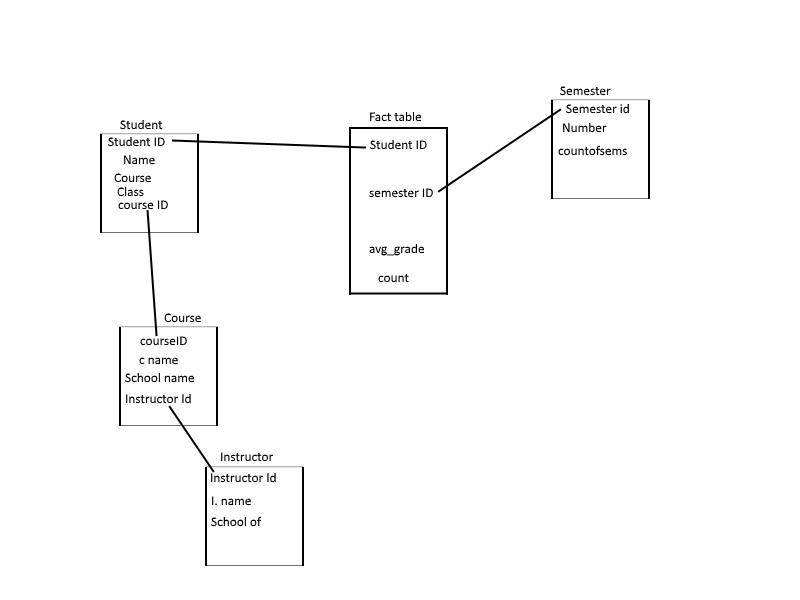 Student
Student ID
Name
Course
Class
course ID
Fact table
Student ID
semester ID
avg_grade
count
Semester
Semester id
Number
countofsems
Course
courseID
c name
School name
Instructor Id
Instructor
Instructor Id
I. name
School of